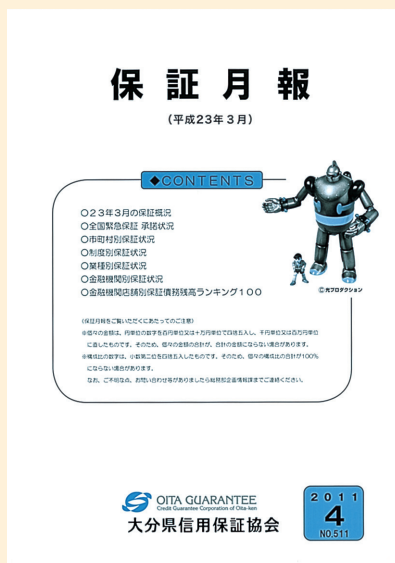 保証月報
(平成23年3月)
◆CONTENTS
○23年3月の保証概況
○全国緊急保証 承諾状況
○市町村別保証状況
○制度別保証状況
○業種別保証状況
○金融機関別保証状況
○金融機関店舗別保証債務残高ランキング100
©光プロダクション
(保証月報をご覧いただくにあたってのご注意)
※個々の金額は、円単位の数字を百円単位又は十万円単位で四捨五入し、千円単位又は百万円単位
に直したものです。そのため、個々の金額の合計が、合計の金額にならない場合があります。
※構成比の数字は、小数第二位を四捨五入したものです。そのため、個々の構成比の合計が100%
にならない場合があります。
なお、ご不明な点、お問い合わせ等がありましたら総務部企画情報課までご連絡ください。
OITA GUARANTEE
Credit Guarantee Corporation of Oita-ken
大分県信用保証協会
2011
4
NO.511